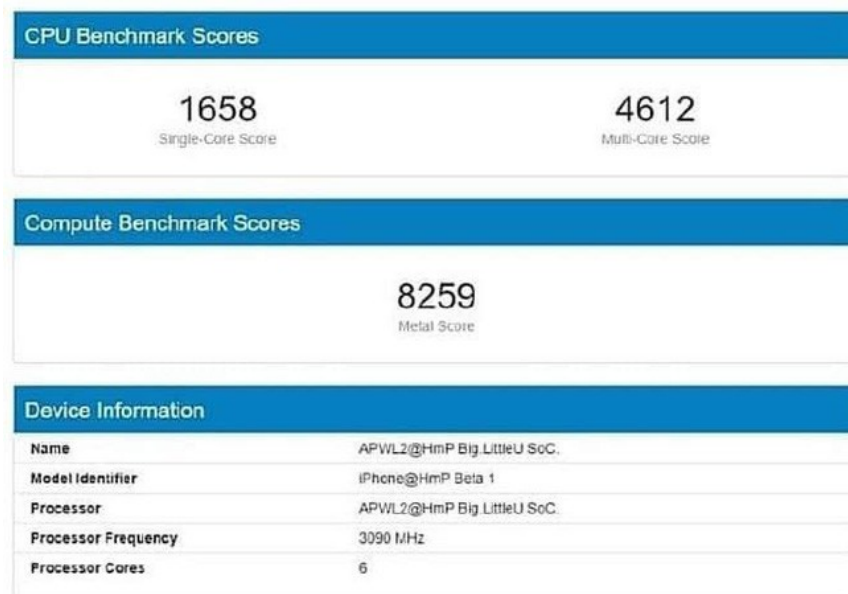 CPU Benchmark Scores
1658 4612
Single-Core Score Multi-Core Score
Compute Benchmark Scores
8259
Metal Score
Device Information
Name APWL2@HmP Big.LittleU SoC.
Model Identifier iPhone@HmP Beta 1
Processor APWL2@HmP Big.LittleU SoC.
Processor Frequency 3090 MHz
Processor Cores 6